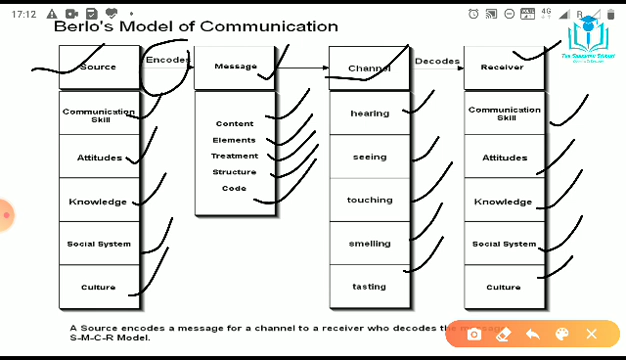 17:12
4G
R
Berlo's Model of Communication
Source
Encodes
Message
Channel
Decodes
Receiver
Communication
Skill
Attitudes
Knowledge
Social System
Culture
Content
Elements
Treatment
Structure
Code
hearing
seeing
touching
smelling
tasting
Communication
Skill
Attitudes
Knowledge
Social System
Culture
A Source encodes a message for a channel to a receiver who decodes the message
S-M-C-R Model.